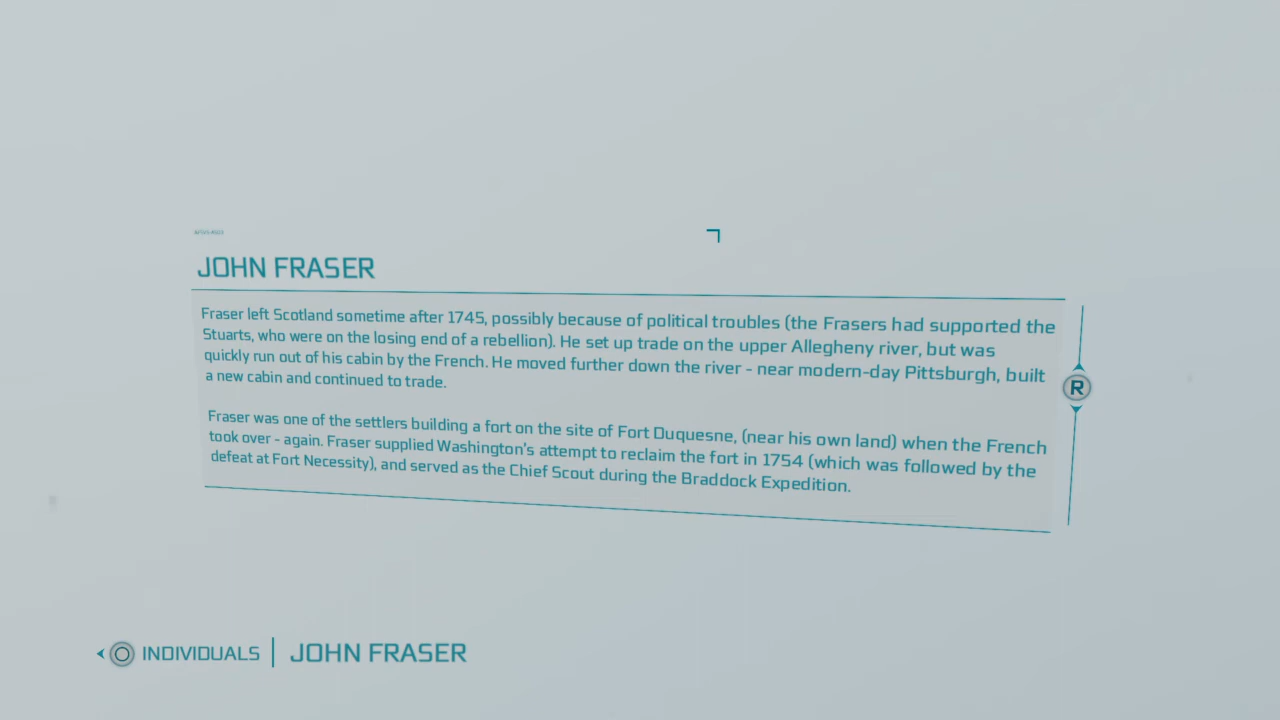 JOHN FRASER
Fraser left Scotland sometime after 1745, possibly because of political troubles (the Frasers had supported the
Stuarts, who were on the losing end of a rebellion). He set up trade on the upper Allegheny river, but was
quickly run out of his cabin by the French. He moved further down the river - near modern-day Pittsburgh, built
a new cabin and continued to trade.
Fraser was one of the settlers building a fort on the site of Fort Duquesne, (near his own land) when the French
took over - again. Fraser supplied Washington's attempt to reclaim the fort in 1754 (which was followed by the
defeat at Fort Necessity), and served as the Chief Scout during the Braddock Expedition.
R
INDIVIDUALS | JOHN FRASER